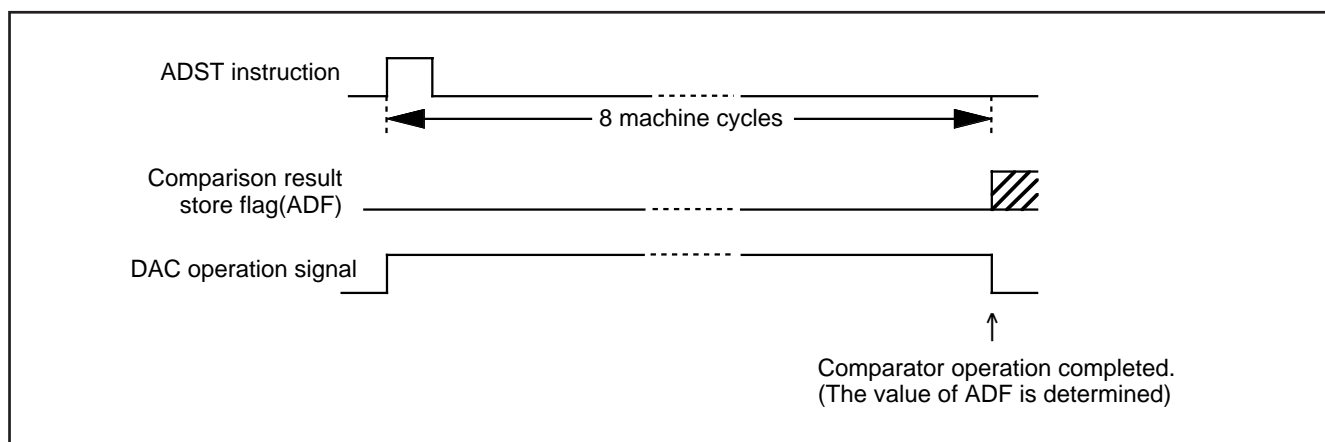 ADST instruction
8 machine cycles
Comparison result
store flag(ADF)
DAC operation signal
Comparator operation completed.
(The value of ADF is determined)